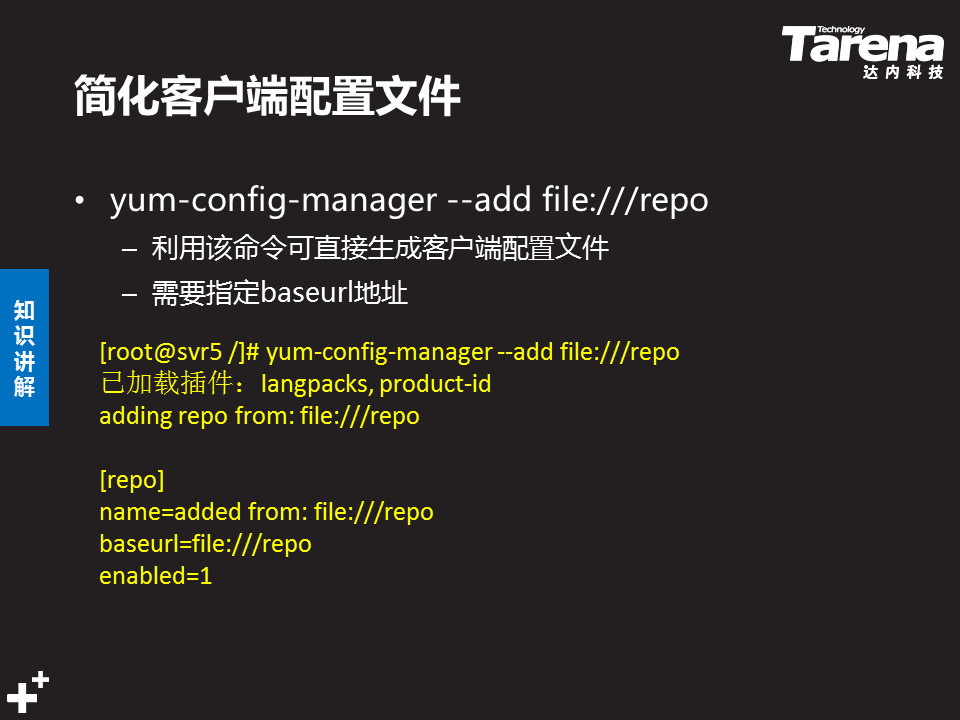 Technology
Tarena
达内科技
简化客户端配置文件
• yum-config-manager --add file:///repo
– 利用该命令可直接生成客户端配置文件
– 需要指定baseurl地址
知识讲解
[root@svr5 /]# yum-config-manager --add file:///repo
已加载插件：langpacks, product-id
adding repo from: file:///repo
[repo]
name=added from: file:///repo
baseurl=file:///repo
enabled=1